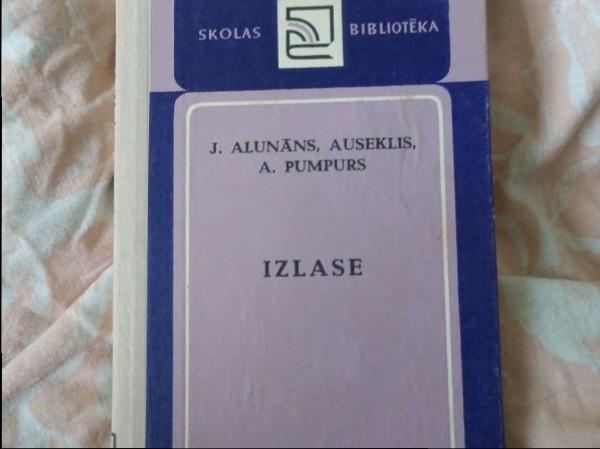 SKOLAS BIBLIOTĒKA
J. ALUNĀNS, AUSEKLIS,
A. PUMPURS
IZLASE